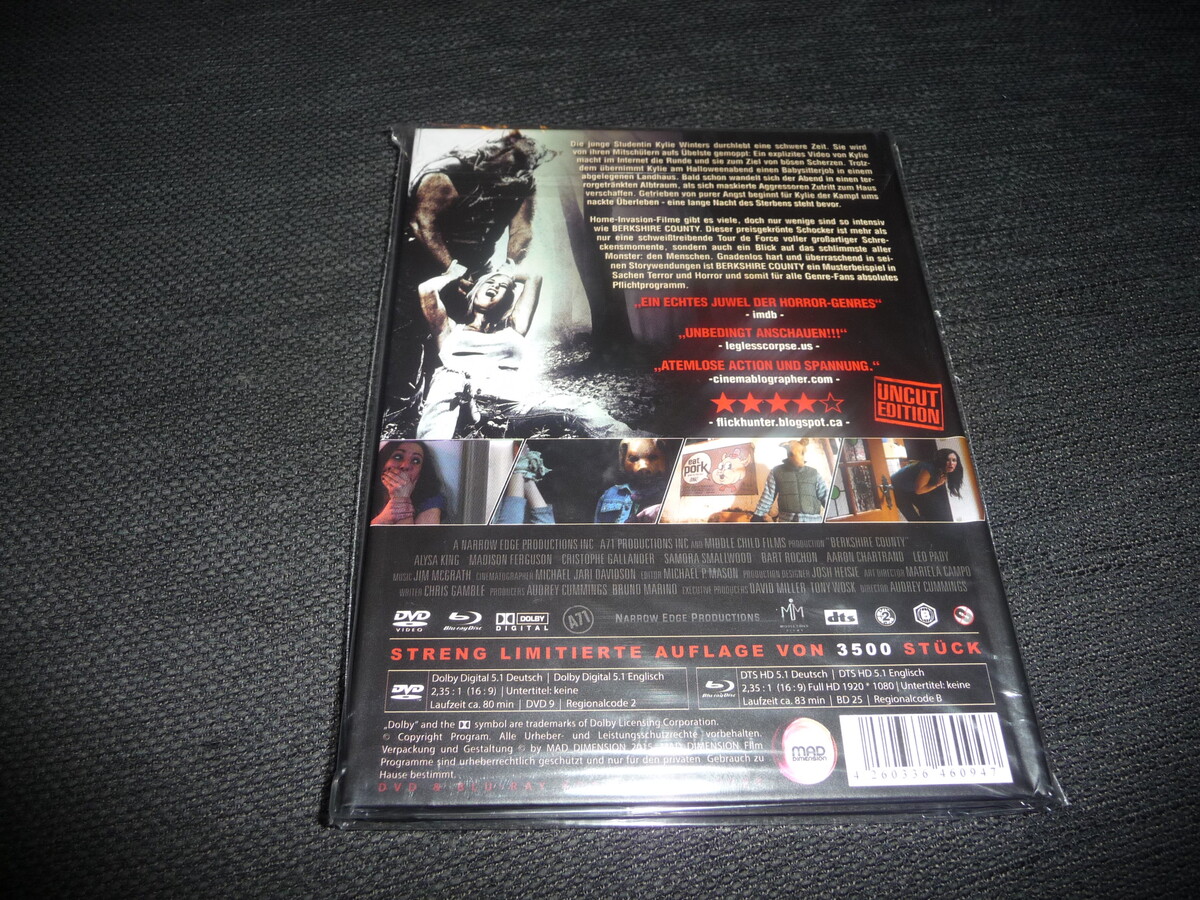 Die junge Studentin Kylie Winters durchlebt eine schwere Zeit. Sie wird
von ihren Mitschülern aufs Übelste gemoppt: Ein explizites Video von Kylie
macht im Internet die Runde und sie zum Ziel von bösen Scherzen. Trotz-
dem übernimmt Kylie am Halloweenabend einen Babysitterjob in einem
abgelegenen Landhaus. Bald schon wandelt sich der Abend in einen ter-
rorgetränkten Albtraum, als sich maskierte Aggressoren Zutritt zum Haus
verschaffen. Getrieben von purer Angst beginnt für Kylie der Kampf ums
nackte Überleben - eine lange Nacht des Sterbens steht bevor.
Home-Invasion-Filme gibt es viele, doch nur wenige sind so intensiv
wie BERKSHIRE COUNTY. Dieser preisgekrönte Schocker ist mehr als
nur eine schweißtreibende Tour de Force voller großartiger Schre-
ckensmomente, sondern auch ein Blick auf das schlimmste aller
Monster: den Menschen. Gnadenlos hart und überraschend in sei-
nen Storywendungen ist BERKSHIRE COUNTY ein Musterbeispiel in
Sachen Terror und Horror und somit für alle Genre-Fans absolutes
Pflichtprogramm.
„EIN ECHTES JUWEL DER HORROR-GENRES“
- imdb -
„UNBEDINGT ANSCHAUEN!!!“
- leglesscorpse.us -
„ATEMLOSE ACTION UND SPANNUNG.“
-cinemablographer.com -
- flickhunter.blogspot.ca -
UNCUT
EDITION
eat
pork
A NARROW EDGE PRODUCTIONS INC A71 PRODUCTIONS INC AND MIDDLE CHILD FILMS PRODUCTION "BERKSHIRE COUNTY"
ALYSA KING MADISON FERGUSON CRISTOPHE GALLANDER SAMORA SMALLWOOD BART ROCHON AARON CHARTRAND LEO PADY
MUSIC JIM MCGRATH CINEMATOGRAPHER MICHAEL JARI DAVIDSON EDITOR MICHAEL P MASON PRODUCTION DESIGNER JOSH HEISIE ART DIRECTOR MARIELA CAMPO
WRITER CHRIS GAMBLE PRODUCERS AUDREY CUMMINGS BRUNO MARINO EXECUTIVE PRODUCERS DAVID MILLER TONY WOSK DIRECTOR AUDREY CUMMINGS
DVD VIDEO Blu-ray Disc DOLBY DIGITAL A71 NARROW EDGE PRODUCTIONS dts 2 B
STRENG LIMITIERTE AUFLAGE VON 3500 STÜCK
DVD VIDEO
Dolby Digital 5.1 Deutsch | Dolby Digital 5.1 Englisch
2,35 : 1 (16 : 9) | Untertitel: keine
Laufzeit ca. 80 min | DVD 9 | Regionalcode 2
Blu-ray Disc
DTS HD 5.1 Deutsch | DTS HD 5.1 Englisch
2,35: 1 (16 :9) Full HD 1920 * 1080 | Untertitel: keine
Laufzeit ca. 83 min | BD 25 | Regionalcode B
„Dolby“ and the symbol are trademarks of Dolby Licensing Corporation.
© Copyright Program. Alle Urheber- und Leistungsschutzrechte vorbehalten.
Verpackung und Gestaltung © by MAD DIMENSION 2015. MAD DIMENSION Film
Programme sind urheberrechtlich geschützt und nur für den privaten Gebrauch zu
Hause bestimmt.
MAD
DIMENSION
4 260336 460947
DVD & BLU-RAY